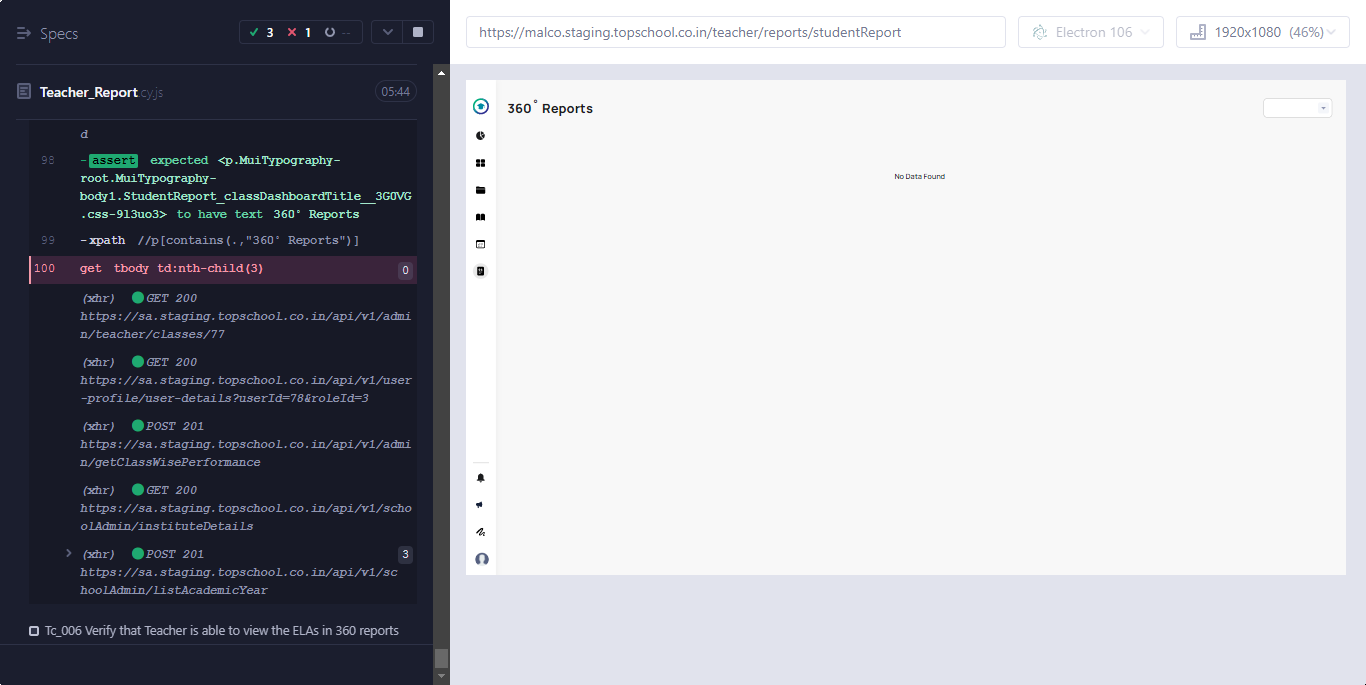 Specs
3
1
--
Teacher_Report.cy.js
05:44
d
98 -assert expected <p.MuiTypography-
root.MuiTypography-
body1.StudentReport_classDashboardTitle__3G0VG
.css-9l3uo3> to have text 360° Reports
99 -xpath //p[contains(.,"360° Reports")]
100 get tbody td:nth-child(3) 0
(xhr) GET 200
https://sa.staging.topschool.co.in/api/v1/admi
n/teacher/classes/77
(xhr) GET 200
https://sa.staging.topschool.co.in/api/v1/user
-profile/user-details?userId=78&roleId=3
(xhr) POST 201
https://sa.staging.topschool.co.in/api/v1/admi
n/getClassWisePerformance
(xhr) GET 200
https://sa.staging.topschool.co.in/api/v1/scho
olAdmin/instituteDetails
(xhr) POST 201 3
https://sa.staging.topschool.co.in/api/v1/sc
hoolAdmin/listAcademicYear
Tc_006 Verify that Teacher is able to view the ELAs in 360 reports
https://malco.staging.topschool.co.in/teacher/reports/studentReport
Electron 106
1920x1080 (46%)
360° Reports
No Data Found